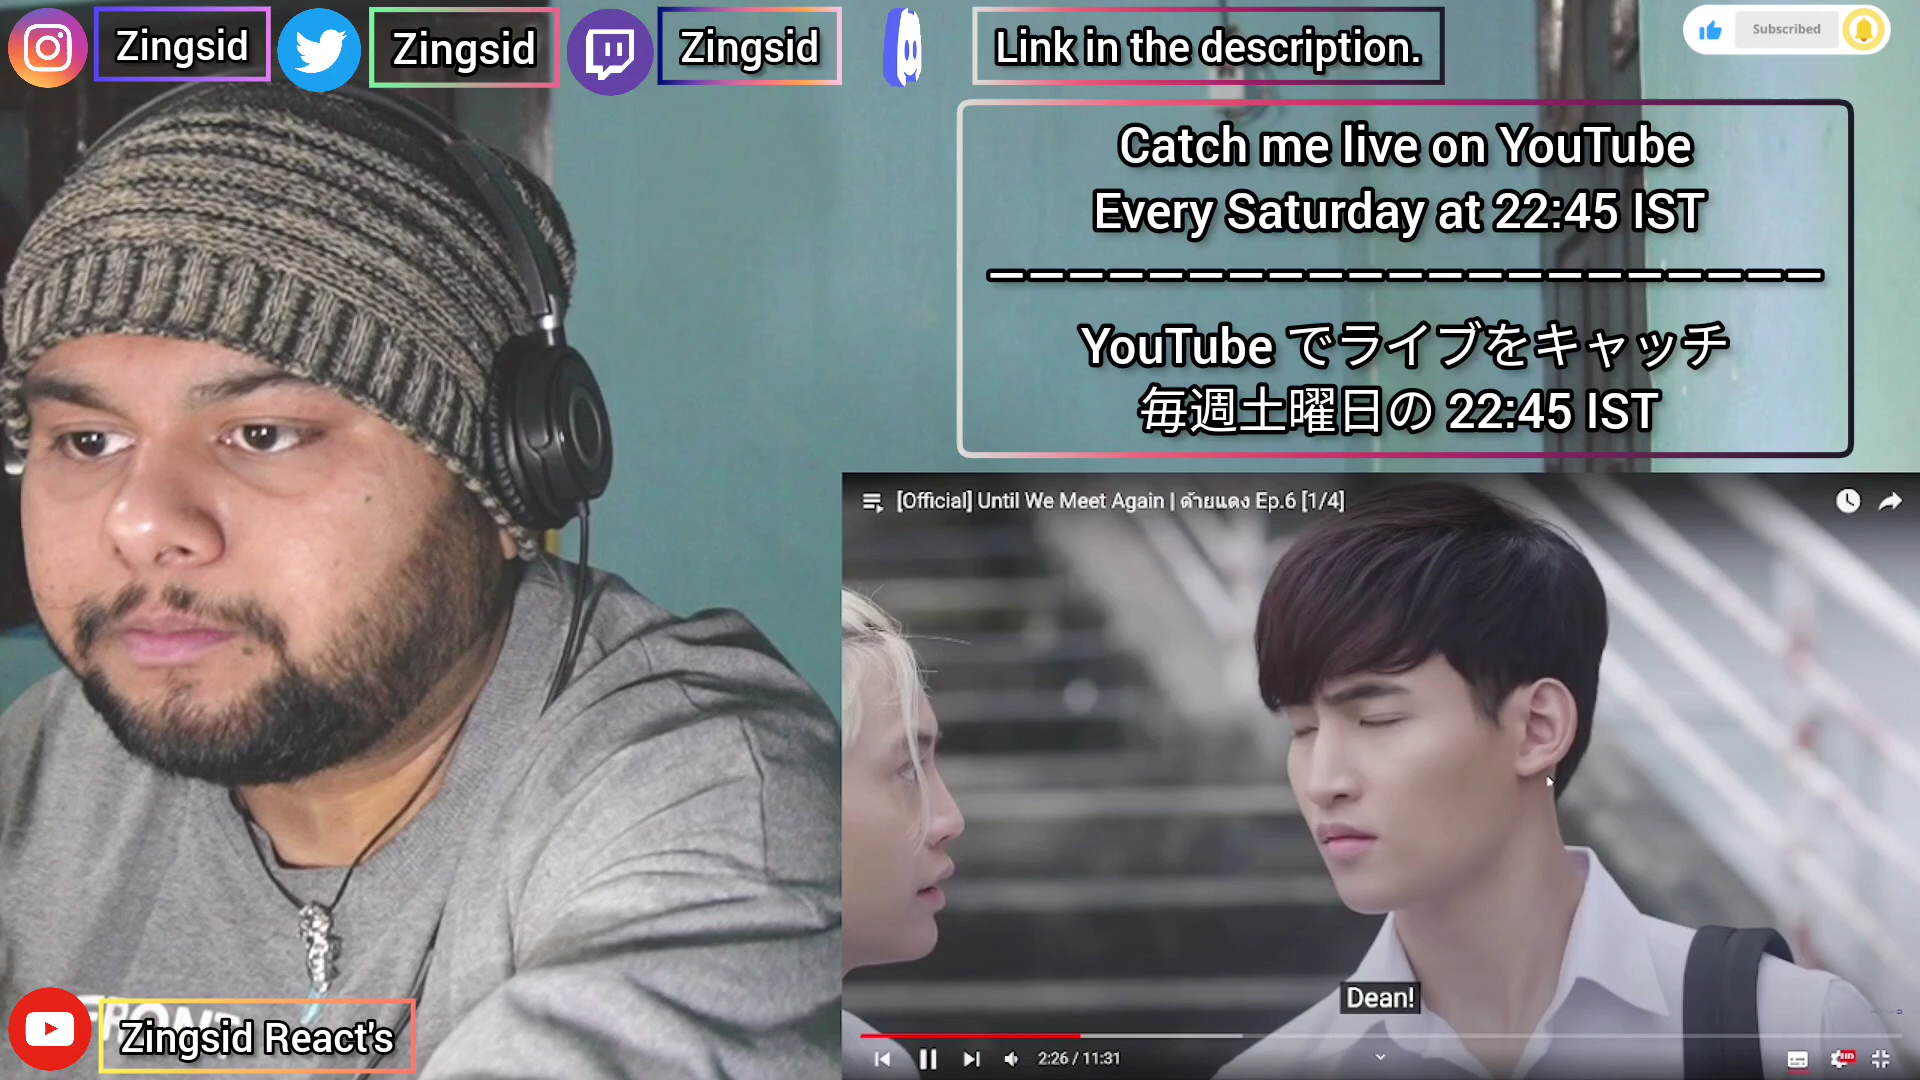 Zingsid
Zingsid
Zingsid
Link in the description.
Subscribed
Catch me live on YouTube
Every Saturday at 22:45 IST
YouTube でライブをキャッチ
毎週土曜日の 22:45 IST
[Official] Until We Meet Again | ด้ายแดง Ep.6 [1/4]
Dean!
Zingsid React's
2:26 / 11:31
HD